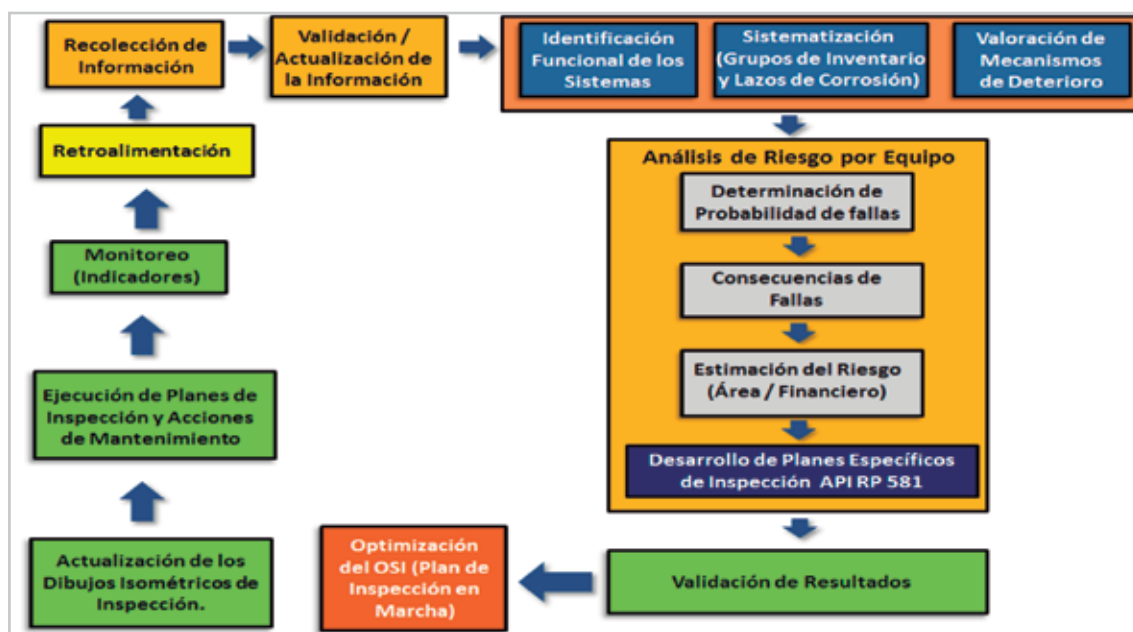 Recolección de
Información
Validación /
Actualización de
la Información
Identificación
Funcional de los
Sistemas
Sistematización
(Grupos de Inventario
y Lazos de Corrosión)
Valoración de
Mecanismos
de Deterioro
Análisis de Riesgo por Equipo
Determinación de
Probabilidad de fallas
Consecuencias de
Fallas
Estimación del Riesgo
(Área / Financiero)
Desarrollo de Planes Específicos
de Inspección API RP 581
Validación de Resultados
Optimización
del OSI (Plan de
Inspección en
Marcha)
Actualización de los
Dibujos Isométricos de
Inspección.
Ejecución de Planes de
Inspección y Acciones
de Mantenimiento
Monitoreo
(Indicadores)
Retroalimentación